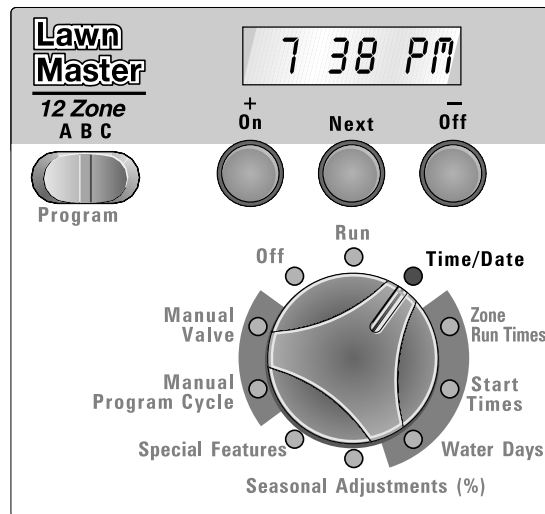 Lawn
Master
12 Zone
A B C
Program
7 38 PM
+
On
Next
−
Off
Run
Off
Time/Date
Manual
Valve
Zone
Run Times
Manual
Program Cycle
Start
Times
Special Features
Water Days
Seasonal Adjustments (%)